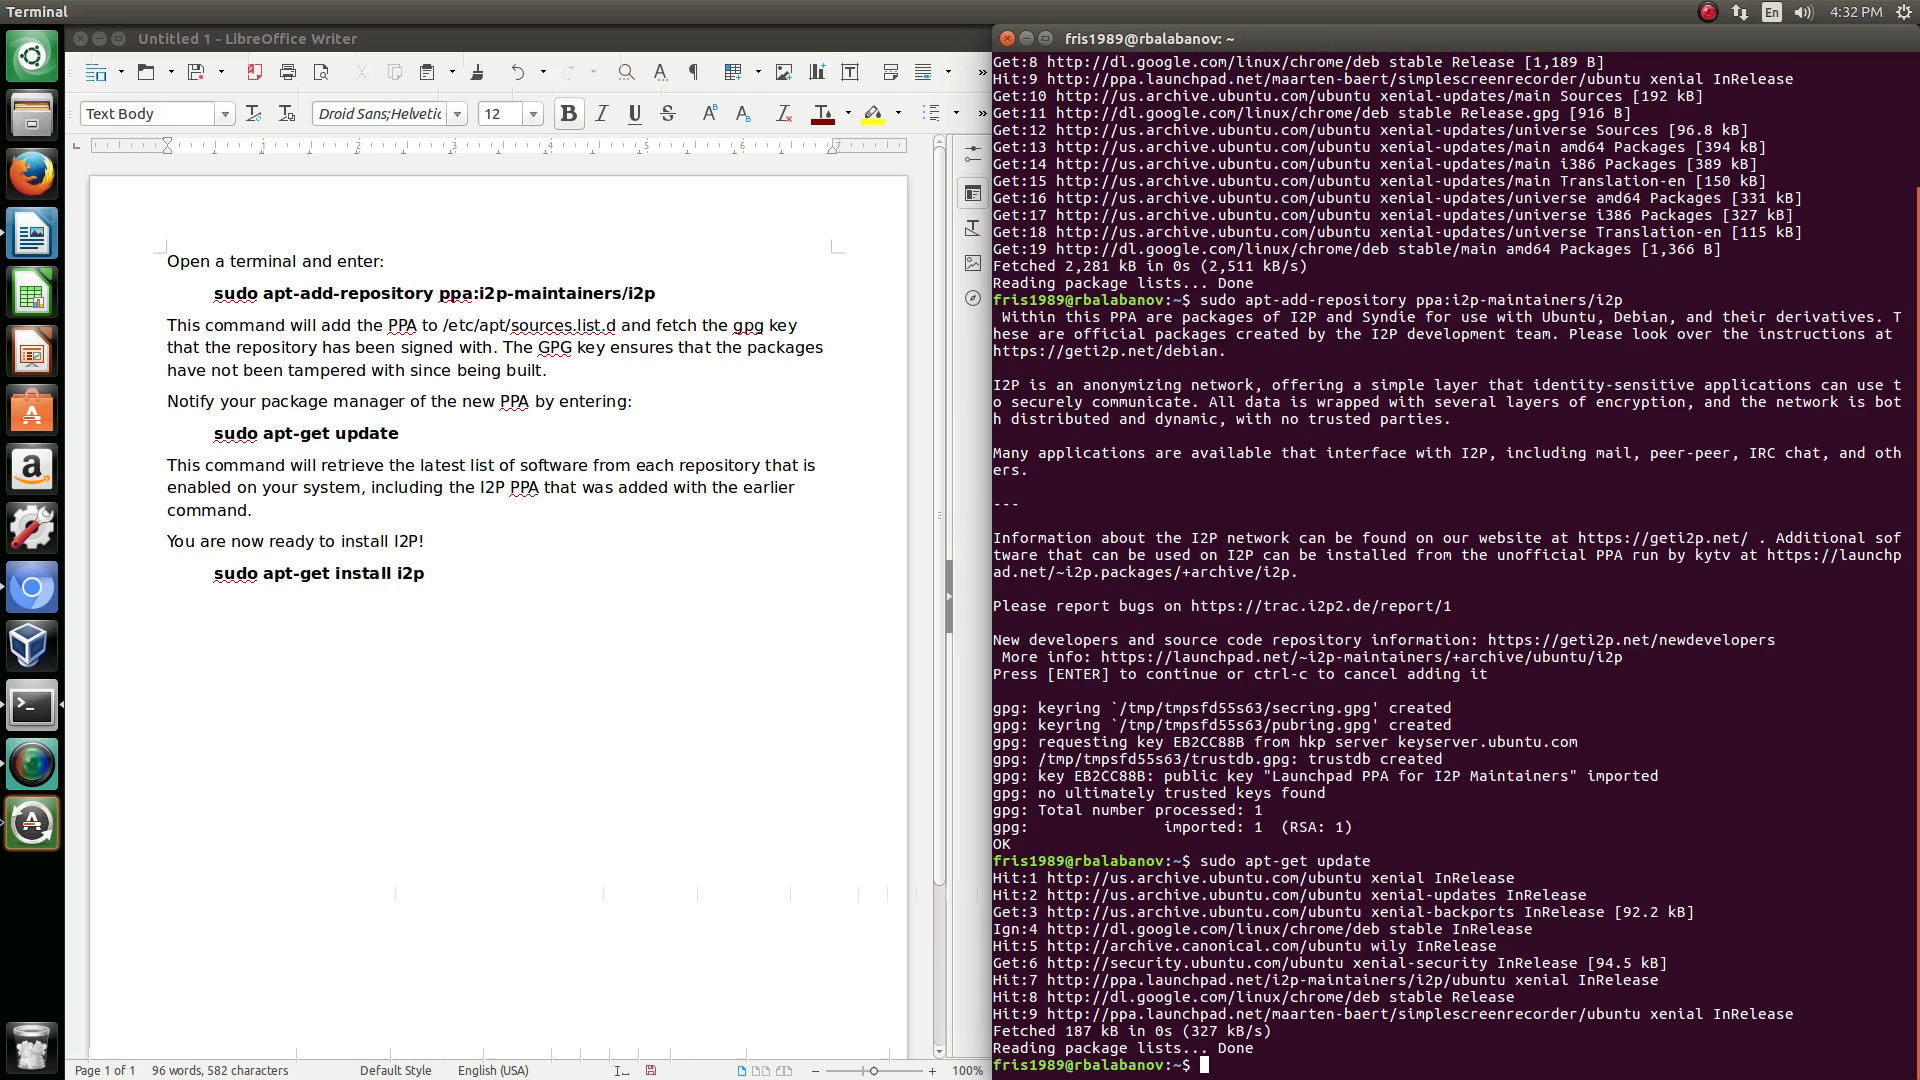 Terminal
En
4:32 PM
Untitled 1 - LibreOffice Writer
Text Body
Droid Sans;Helvetic
12
1 2 3 4 5 6 7
Open a terminal and enter:
sudo apt-add-repository ppa:i2p-maintainers/i2p
This command will add the PPA to /etc/apt/sources.list.d and fetch the gpg key
that the repository has been signed with. The GPG key ensures that the packages
have not been tampered with since being built.
Notify your package manager of the new PPA by entering:
sudo apt-get update
This command will retrieve the latest list of software from each repository that is
enabled on your system, including the I2P PPA that was added with the earlier
command.
You are now ready to install I2P!
sudo apt-get install i2p
Page 1 of 1
96 words, 582 characters
Default Style
English (USA)
100%
fris1989@rbalabanov: ~
Get:8 http://dl.google.com/linux/chrome/deb stable Release [1,189 B]
Hit:9 http://ppa.launchpad.net/maarten-baert/simplescreenrecorder/ubuntu xenial InRelease
Get:10 http://us.archive.ubuntu.com/ubuntu xenial-updates/main Sources [192 kB]
Get:11 http://dl.google.com/linux/chrome/deb stable Release.gpg [916 B]
Get:12 http://us.archive.ubuntu.com/ubuntu xenial-updates/universe Sources [96.8 kB]
Get:13 http://us.archive.ubuntu.com/ubuntu xenial-updates/main amd64 Packages [394 kB]
Get:14 http://us.archive.ubuntu.com/ubuntu xenial-updates/main i386 Packages [389 kB]
Get:15 http://us.archive.ubuntu.com/ubuntu xenial-updates/main Translation-en [150 kB]
Get:16 http://us.archive.ubuntu.com/ubuntu xenial-updates/universe amd64 Packages [331 kB]
Get:17 http://us.archive.ubuntu.com/ubuntu xenial-updates/universe i386 Packages [327 kB]
Get:18 http://us.archive.ubuntu.com/ubuntu xenial-updates/universe Translation-en [115 kB]
Get:19 http://dl.google.com/linux/chrome/deb stable/main amd64 Packages [1,366 B]
Fetched 2,281 kB in 0s (2,511 kB/s)
Reading package lists... Done
fris1989@rbalabanov:~$ sudo apt-add-repository ppa:i2p-maintainers/i2p
Within this PPA are packages of I2P and Syndie for use with Ubuntu, Debian, and their derivatives. T
hese are official packages created by the I2P development team. Please look over the instructions at
https://geti2p.net/debian.
I2P is an anonymizing network, offering a simple layer that identity-sensitive applications can use t
o securely communicate. All data is wrapped with several layers of encryption, and the network is bot
h distributed and dynamic, with no trusted parties.
Many applications are available that interface with I2P, including mail, peer-peer, IRC chat, and oth
ers.
---
Information about the I2P network can be found on our website at https://geti2p.net/ . Additional sof
tware that can be used on I2P can be installed from the unofficial PPA run by kytv at https://launchp
ad.net/~i2p.packages/+archive/i2p.
Please report bugs on https://trac.i2p2.de/report/1
New developers and source code repository information: https://geti2p.net/newdevelopers
More info: https://launchpad.net/~i2p-maintainers/+archive/ubuntu/i2p
Press [ENTER] to continue or ctrl-c to cancel adding it
gpg: keyring `/tmp/tmpsfd55s63/secring.gpg' created
gpg: keyring `/tmp/tmpsfd55s63/pubring.gpg' created
gpg: requesting key EB2CC88B from hkp server keyserver.ubuntu.com
gpg: /tmp/tmpsfd55s63/trustdb.gpg: trustdb created
gpg: key EB2CC88B: public key "Launchpad PPA for I2P Maintainers" imported
gpg: no ultimately trusted keys found
gpg: Total number processed: 1
gpg: imported: 1 (RSA: 1)
OK
fris1989@rbalabanov:~$ sudo apt-get update
Hit:1 http://us.archive.ubuntu.com/ubuntu xenial InRelease
Hit:2 http://us.archive.ubuntu.com/ubuntu xenial-updates InRelease
Get:3 http://us.archive.ubuntu.com/ubuntu xenial-backports InRelease [92.2 kB]
Ign:4 http://dl.google.com/linux/chrome/deb stable InRelease
Hit:5 http://archive.canonical.com/ubuntu wily InRelease
Get:6 http://security.ubuntu.com/ubuntu xenial-security InRelease [94.5 kB]
Hit:7 http://ppa.launchpad.net/i2p-maintainers/i2p/ubuntu xenial InRelease
Hit:8 http://dl.google.com/linux/chrome/deb stable Release
Hit:9 http://ppa.launchpad.net/maarten-baert/simplescreenrecorder/ubuntu xenial InRelease
Fetched 187 kB in 0s (327 kB/s)
Reading package lists... Done
fris1989@rbalabanov:~$